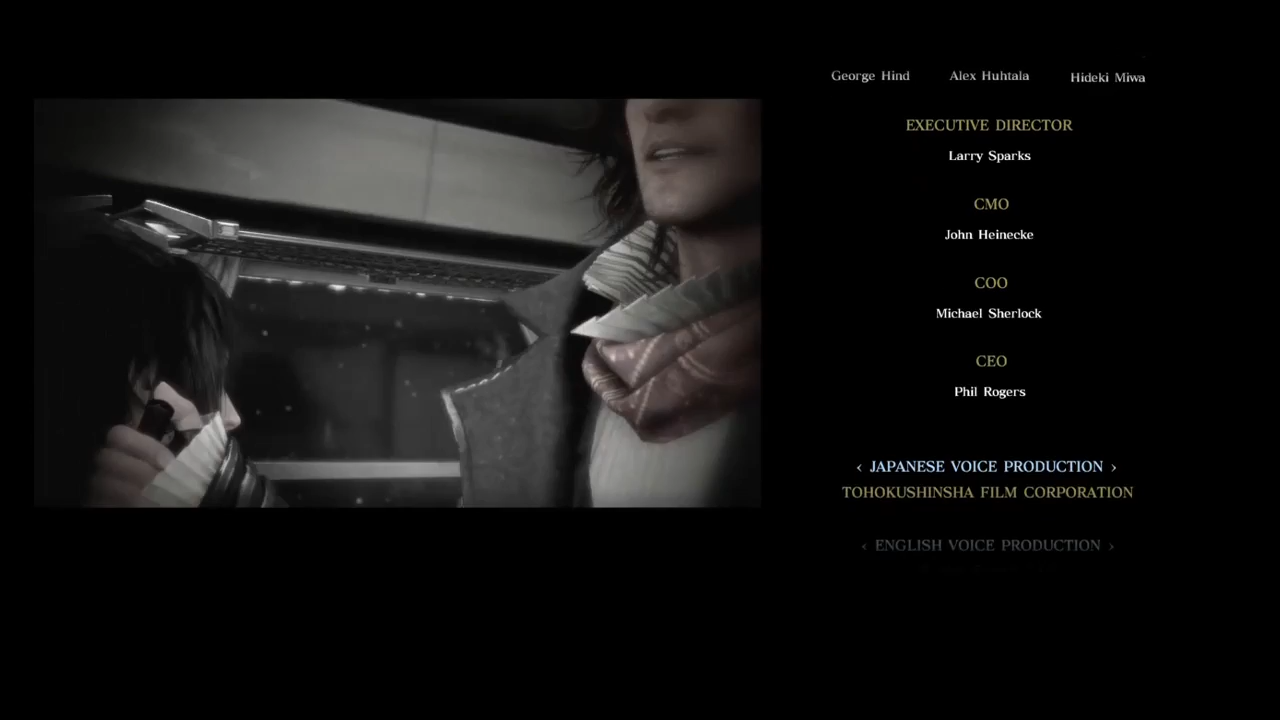 George Hind Alex Huhtala Hideki Miwa
EXECUTIVE DIRECTOR
Larry Sparks
CMO
John Heinecke
COO
Michael Sherlock
CEO
Phil Rogers
‹ JAPANESE VOICE PRODUCTION ›
TOHOKUSHINSHA FILM CORPORATION
‹ ENGLISH VOICE PRODUCTION ›